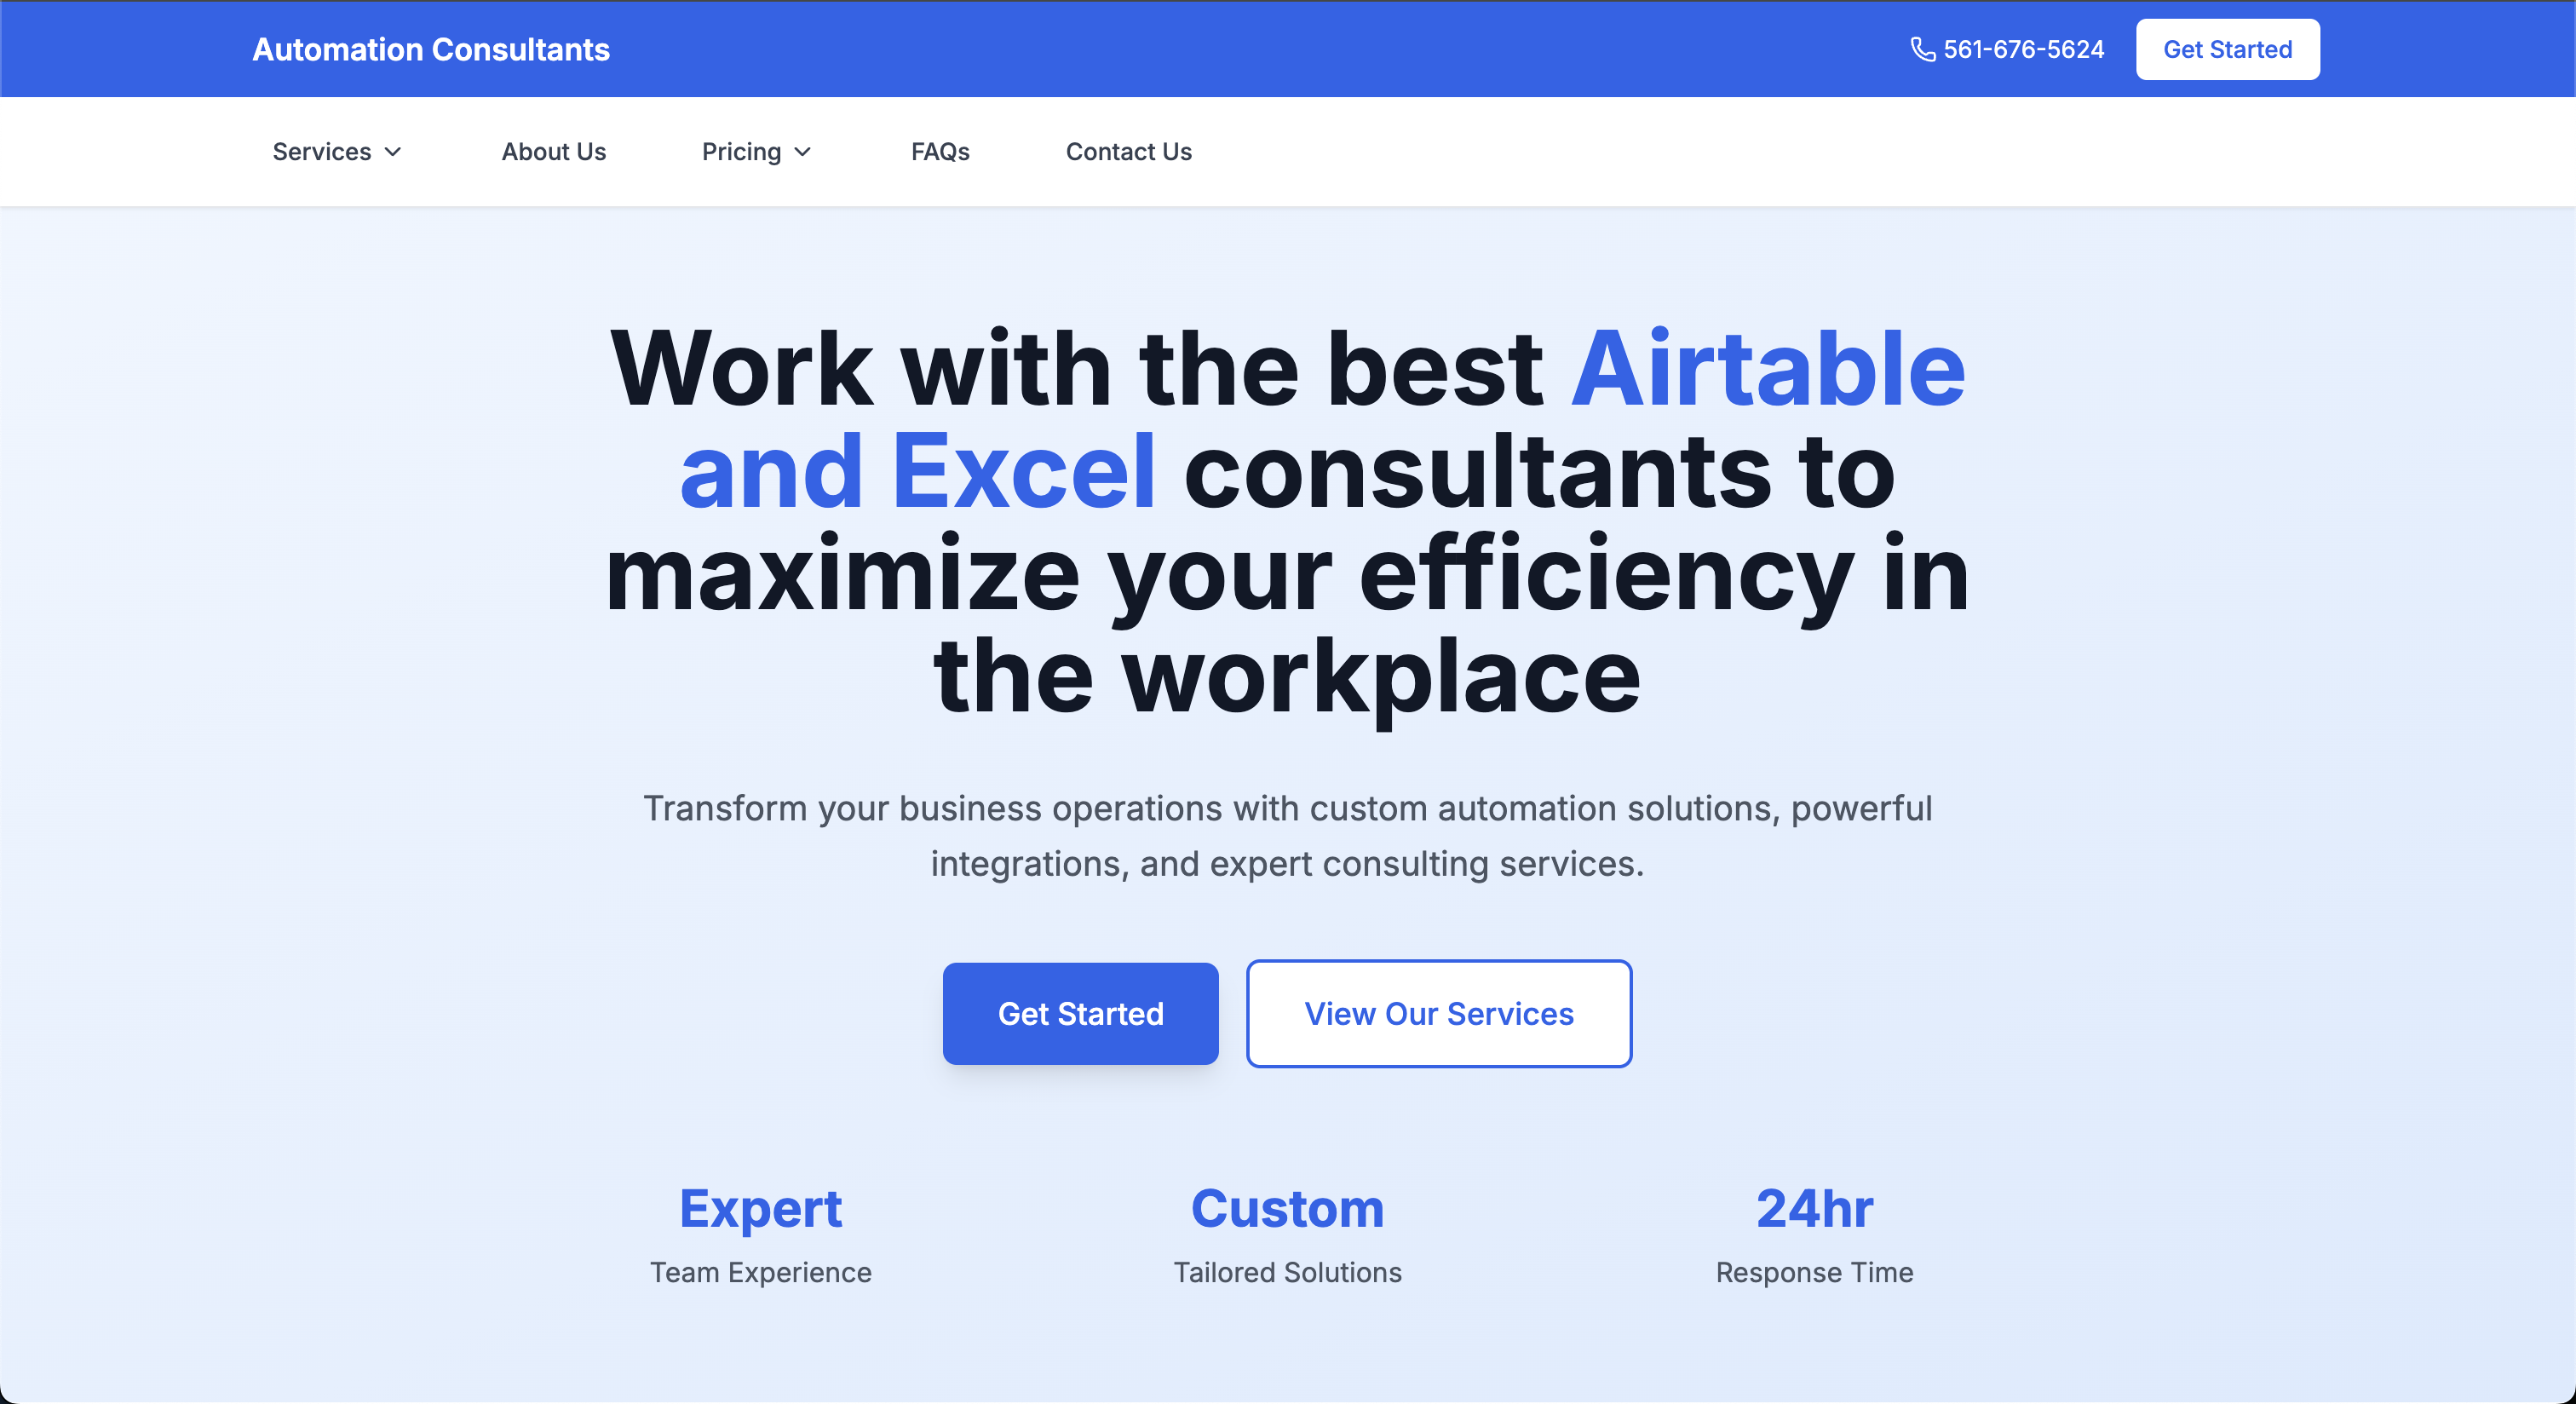 Automation Consultants
561-676-5624
Get Started
Services
About Us
Pricing
FAQs
Contact Us
Work with the best Airtable
and Excel consultants to
maximize your efficiency in
the workplace
Transform your business operations with custom automation solutions, powerful
integrations, and expert consulting services.
Get Started
View Our Services
Expert
Team Experience
Custom
Tailored Solutions
24hr
Response Time